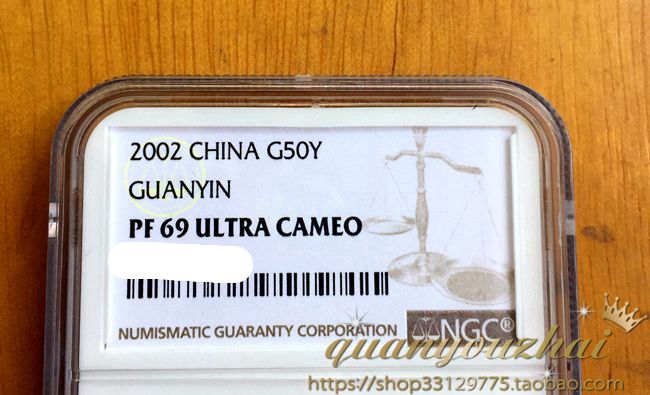 2002 CHINA G50Y
GUANYIN
PF 69 ULTRA CAMEO
NUMISMATIC GUARANTY CORPORATION
NGC®
quanyouzhai
https://shop33129775.taobao.com